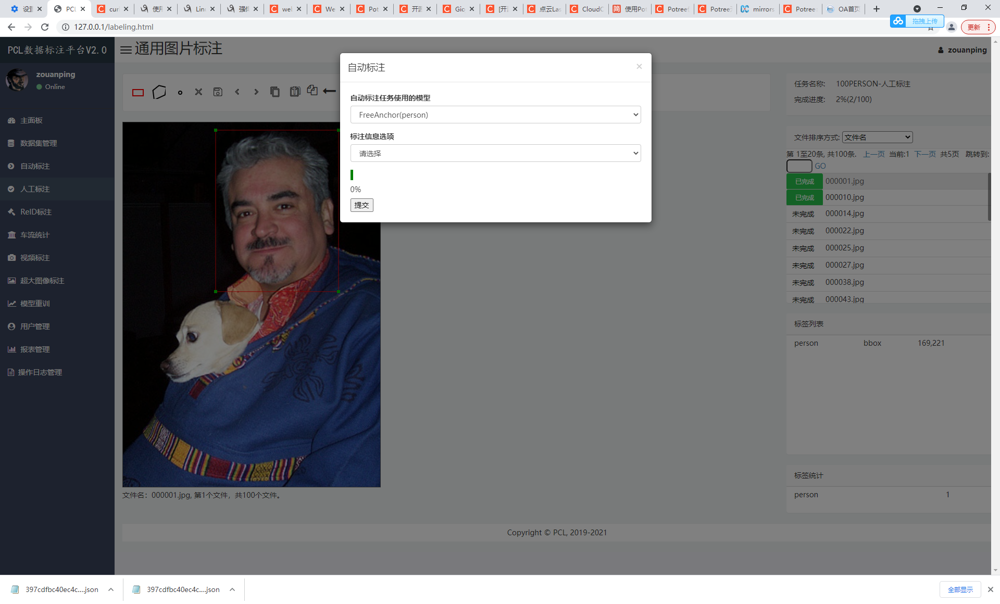 设置
PCL
curl
使用
Linu
强件
wel
We
Pot
开源
Gio
[开源
点云Las
CloudC
使用Pot
Potree
Potree
mirrors
Potree
OA首页
127.0.0.1/labeling.html
拖拽上传
更新
PCL数据标注平台V2.0
通用图片标注
zouanping
zouanping
Online
主面板
数据集管理
自动标注
人工标注
ReID标注
车流统计
视频标注
超大图像标注
模型重训
用户管理
报表管理
操作日志管理
自动标注
×
自动标注任务使用的模型
FreeAnchor(person)
标注信息选项
请选择
0%
提交
文件名：000001.jpg, 第1个文件，共100个文件。
任务名称: 100PERSON-人工标注
完成进度: 2%(2/100)
文件排序方式: 文件名
第 1至20条, 共100条. 上一页 当前:1 下一页 共5页 跳转到:
GO
已完成 000001.jpg
已完成 000010.jpg
未完成 000014.jpg
未完成 000022.jpg
未完成 000025.jpg
未完成 000027.jpg
未完成 000038.jpg
未完成 000043.jpg
标签列表
person bbox 169,221
标签统计
person 1
Copyright © PCL, 2019-2021
397cdfbc40ec4c....json
397cdfbc40ec4c....json
全部显示